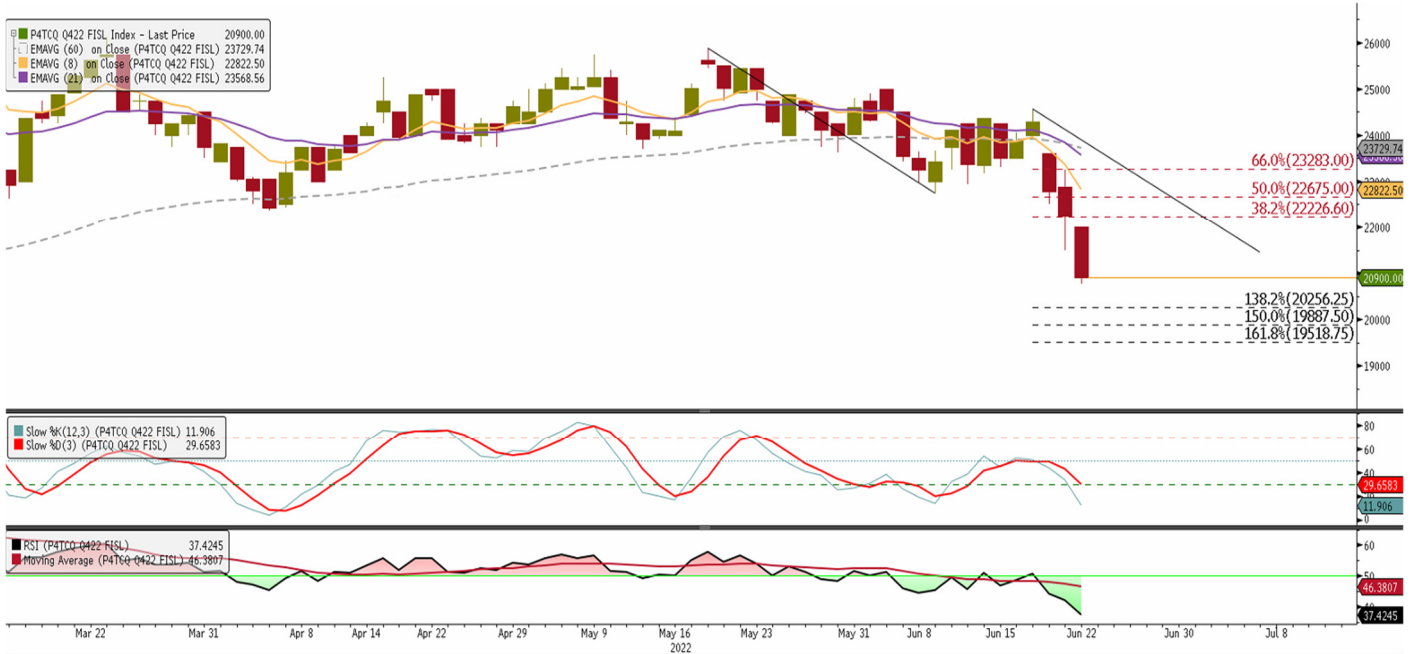 P4TCQ Q422 FISL Index - Last Price 20900.00
EMAVG (60) on Close (P4TCQ Q422 FISL) 23729.74
EMAVG (8) on Close (P4TCQ Q422 FISL) 22822.50
EMAVG (21) on Close (P4TCQ Q422 FISL) 23568.56
26000
25000
24000
23729.74
66.0%(23283.00)
50.0%(22675.00)
22822.50
38.2%(22226.60)
22000
20900.00
138.2%(20256.25)
20000
150.0%(19887.50)
161.8%(19518.75)
19000
Slow %K(12,3) (P4TCQ Q422 FISL) 11.906
Slow %D(3) (P4TCQ Q422 FISL) 29.6583
80
60
40
29.6583
11.906
0
RSI (P4TCQ Q422 FISL) 37.4245
Moving Average (P4TCQ Q422 FISL) 46.3807
60
50
46.3807
37.4245
Mar 22 Mar 31 Apr 8 Apr 14 Apr 22 Apr 29 May 9 May 16 May 23 May 31 Jun 8 Jun 15 Jun 22 Jun 30 Jul 8
2022